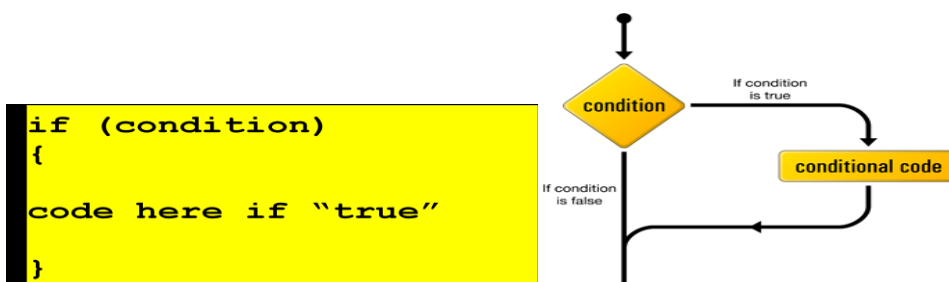 if (condition)
{
code here if “true”
}
condition
If condition
is true
conditional code
If condition
is false